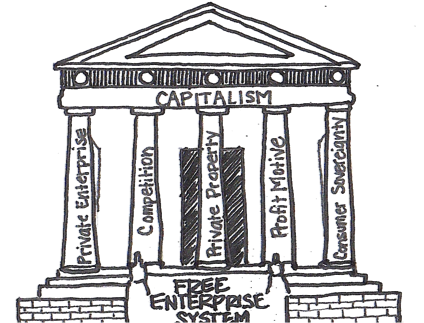 CAPITALISM
Private Enterprise
Competition
Private Property
Profit Motive
Consumer Sovereignty
FREE
ENTERPRISE
SYSTEM